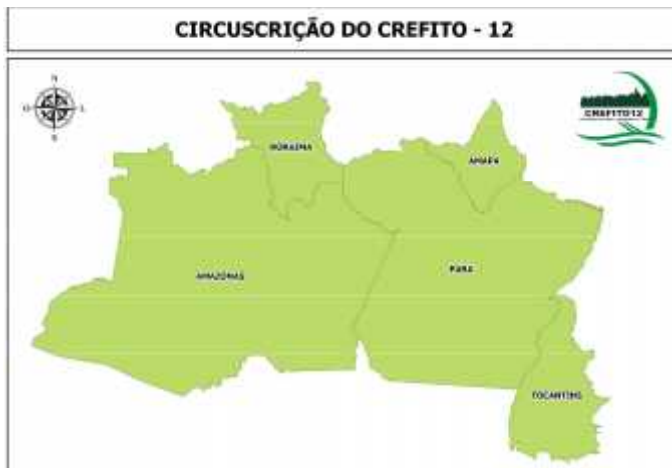 CIRCUSCRIÇÃO DO CREFITO - 12
N
O
L
S
CREFITO12
RORAIMA
AMAPÁ
AMAZONAS
PARÁ
TOCANTINS